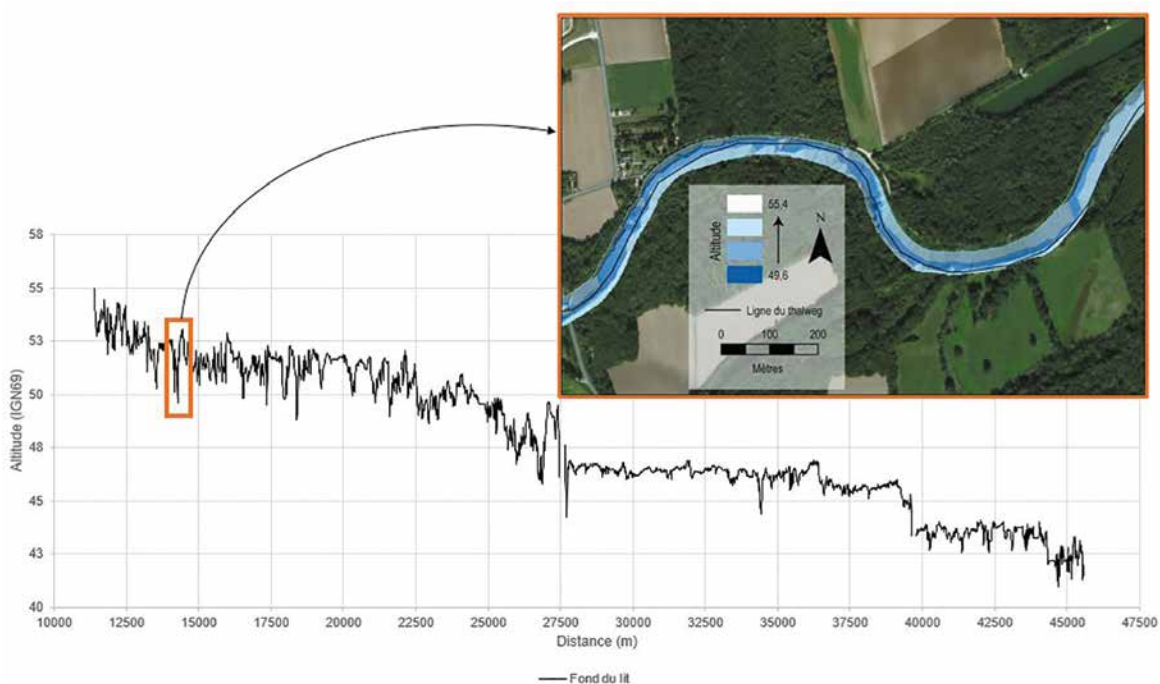 55,4
Altitude
49,6
N
Ligne du thalweg
0 100 200
Mètres
Altitude (IGN69)
58
55
53
50
48
45
43
40
10000 12500 15000 17500 20000 22500 25000 27500 30000 32500 35000 37500 40000 42500 45000 47500
Distance (m)
Fond du lit